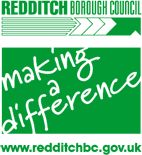 REDDITCH BOROUGH COUNCIL
making
a
difference
www.redditchbc.gov.uk